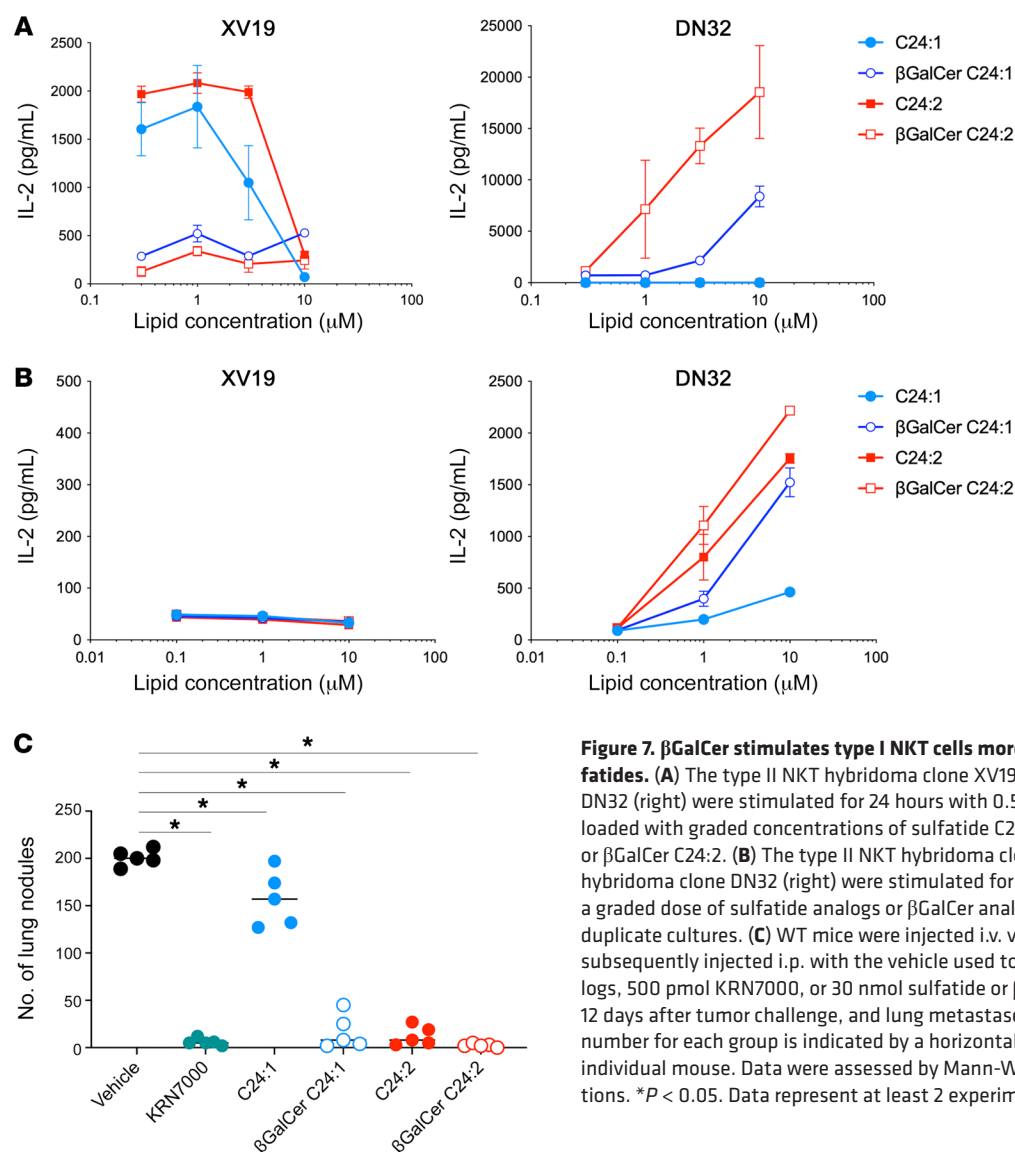 A
XV19
DN32
IL-2 (pg/mL)
2500
2000
1500
1000
500
0
0.1
1
10
100
Lipid concentration (μM)
IL-2 (pg/mL)
25000
20000
15000
10000
5000
0
0.1
1
10
100
Lipid concentration (μM)
C24:1
βGalCer C24:1
C24:2
βGalCer C24:2
B
XV19
DN32
IL-2 (pg/mL)
500
400
300
200
100
0
0.01
0.1
1
10
100
Lipid concentration (μM)
IL-2 (pg/mL)
2500
2000
1500
1000
500
0
0.01
0.1
1
10
100
Lipid concentration (μM)
C24:1
βGalCer C24:1
C24:2
βGalCer C24:2
C
*
*
*
*
*
No. of lung nodules
250
200
150
100
50
0
Vehicle
KRN7000
C24:1
βGalCer C24:1
C24:2
βGalCer C24:2
Figure 7. βGalCer stimulates type I NKT cells more
fatides. (A) The type II NKT hybridoma clone XV19
DN32 (right) were stimulated for 24 hours with 0.5
loaded with graded concentrations of sulfatide C2
or βGalCer C24:2. (B) The type II NKT hybridoma clo
hybridoma clone DN32 (right) were stimulated for
a graded dose of sulfatide analogs or βGalCer anal
duplicate cultures. (C) WT mice were injected i.v. v
subsequently injected i.p. with the vehicle used to
logs, 500 pmol KRN7000, or 30 nmol sulfatide or β
12 days after tumor challenge, and lung metastase
number for each group is indicated by a horizontal
individual mouse. Data were assessed by Mann-W
tions. *P < 0.05. Data represent at least 2 experim